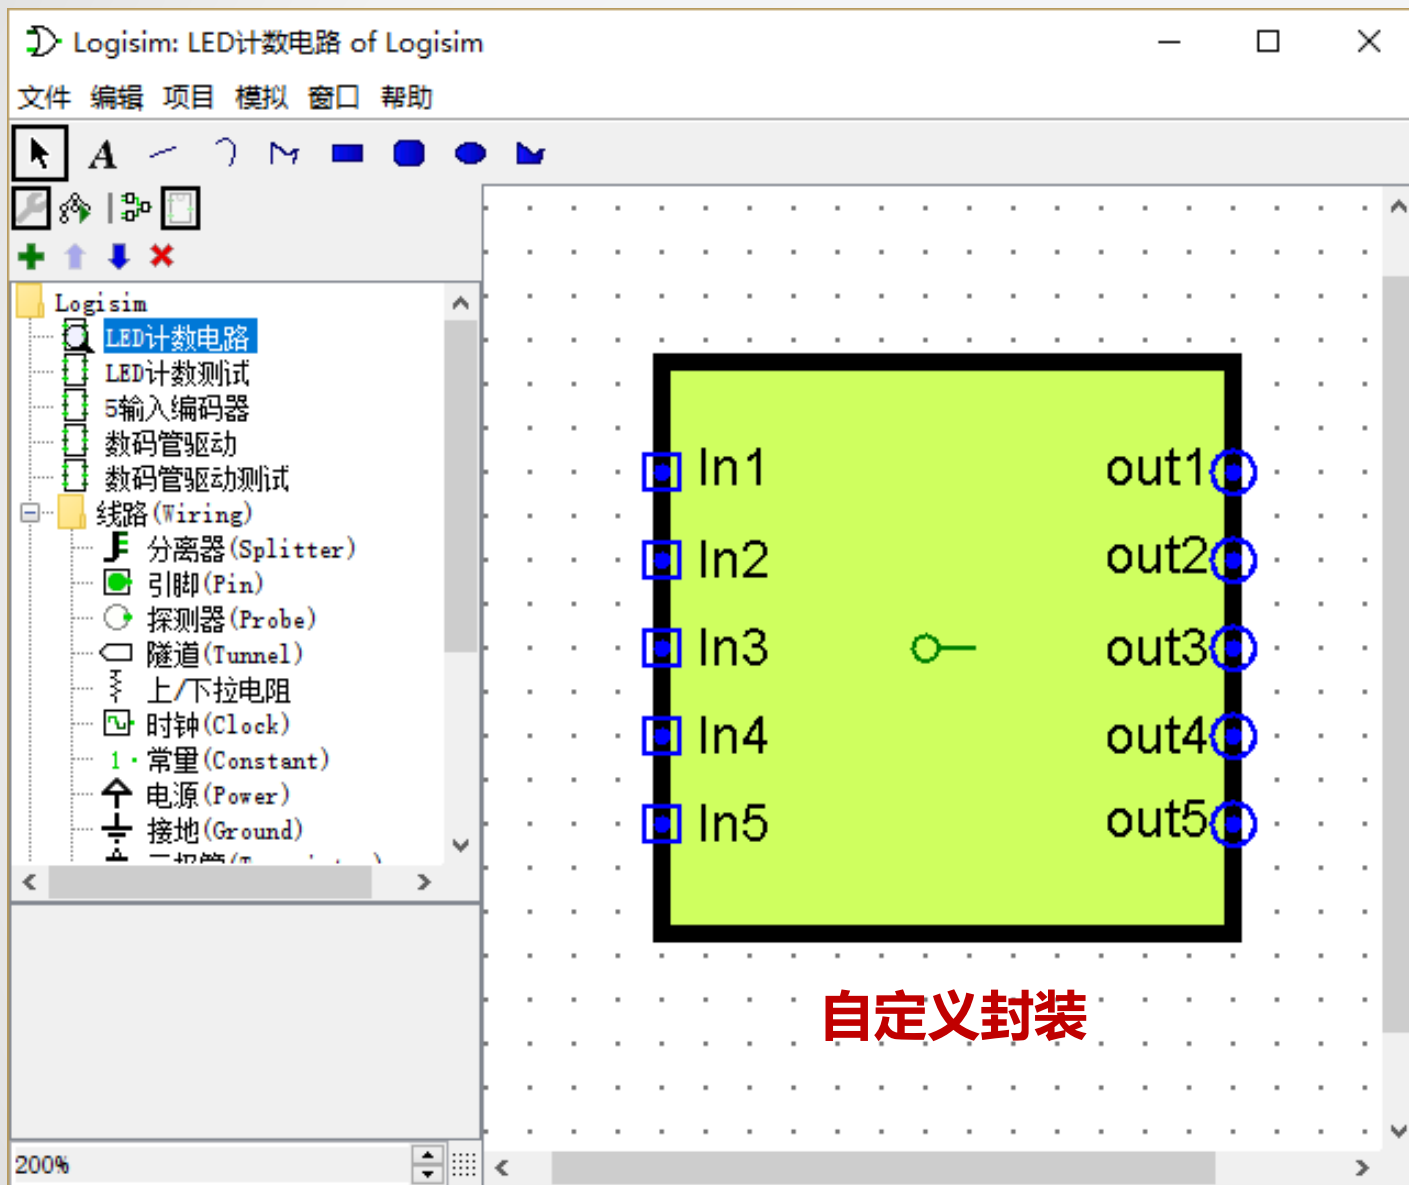 Logisim: LED计数电路 of Logisim
文件 编辑 项目 模拟 窗口 帮助
A
Logisim
LED计数电路
LED计数测试
5输入编码器
数码管驱动
数码管驱动测试
线路(Wiring)
分离器(Splitter)
引脚(Pin)
探测器(Probe)
隧道(Tunnel)
上/下拉电阻
时钟(Clock)
1 常量(Constant)
电源(Power)
接地(Ground)
200%
In1 out1
In2 out2
In3 out3
In4 out4
In5 out5
自定义封装